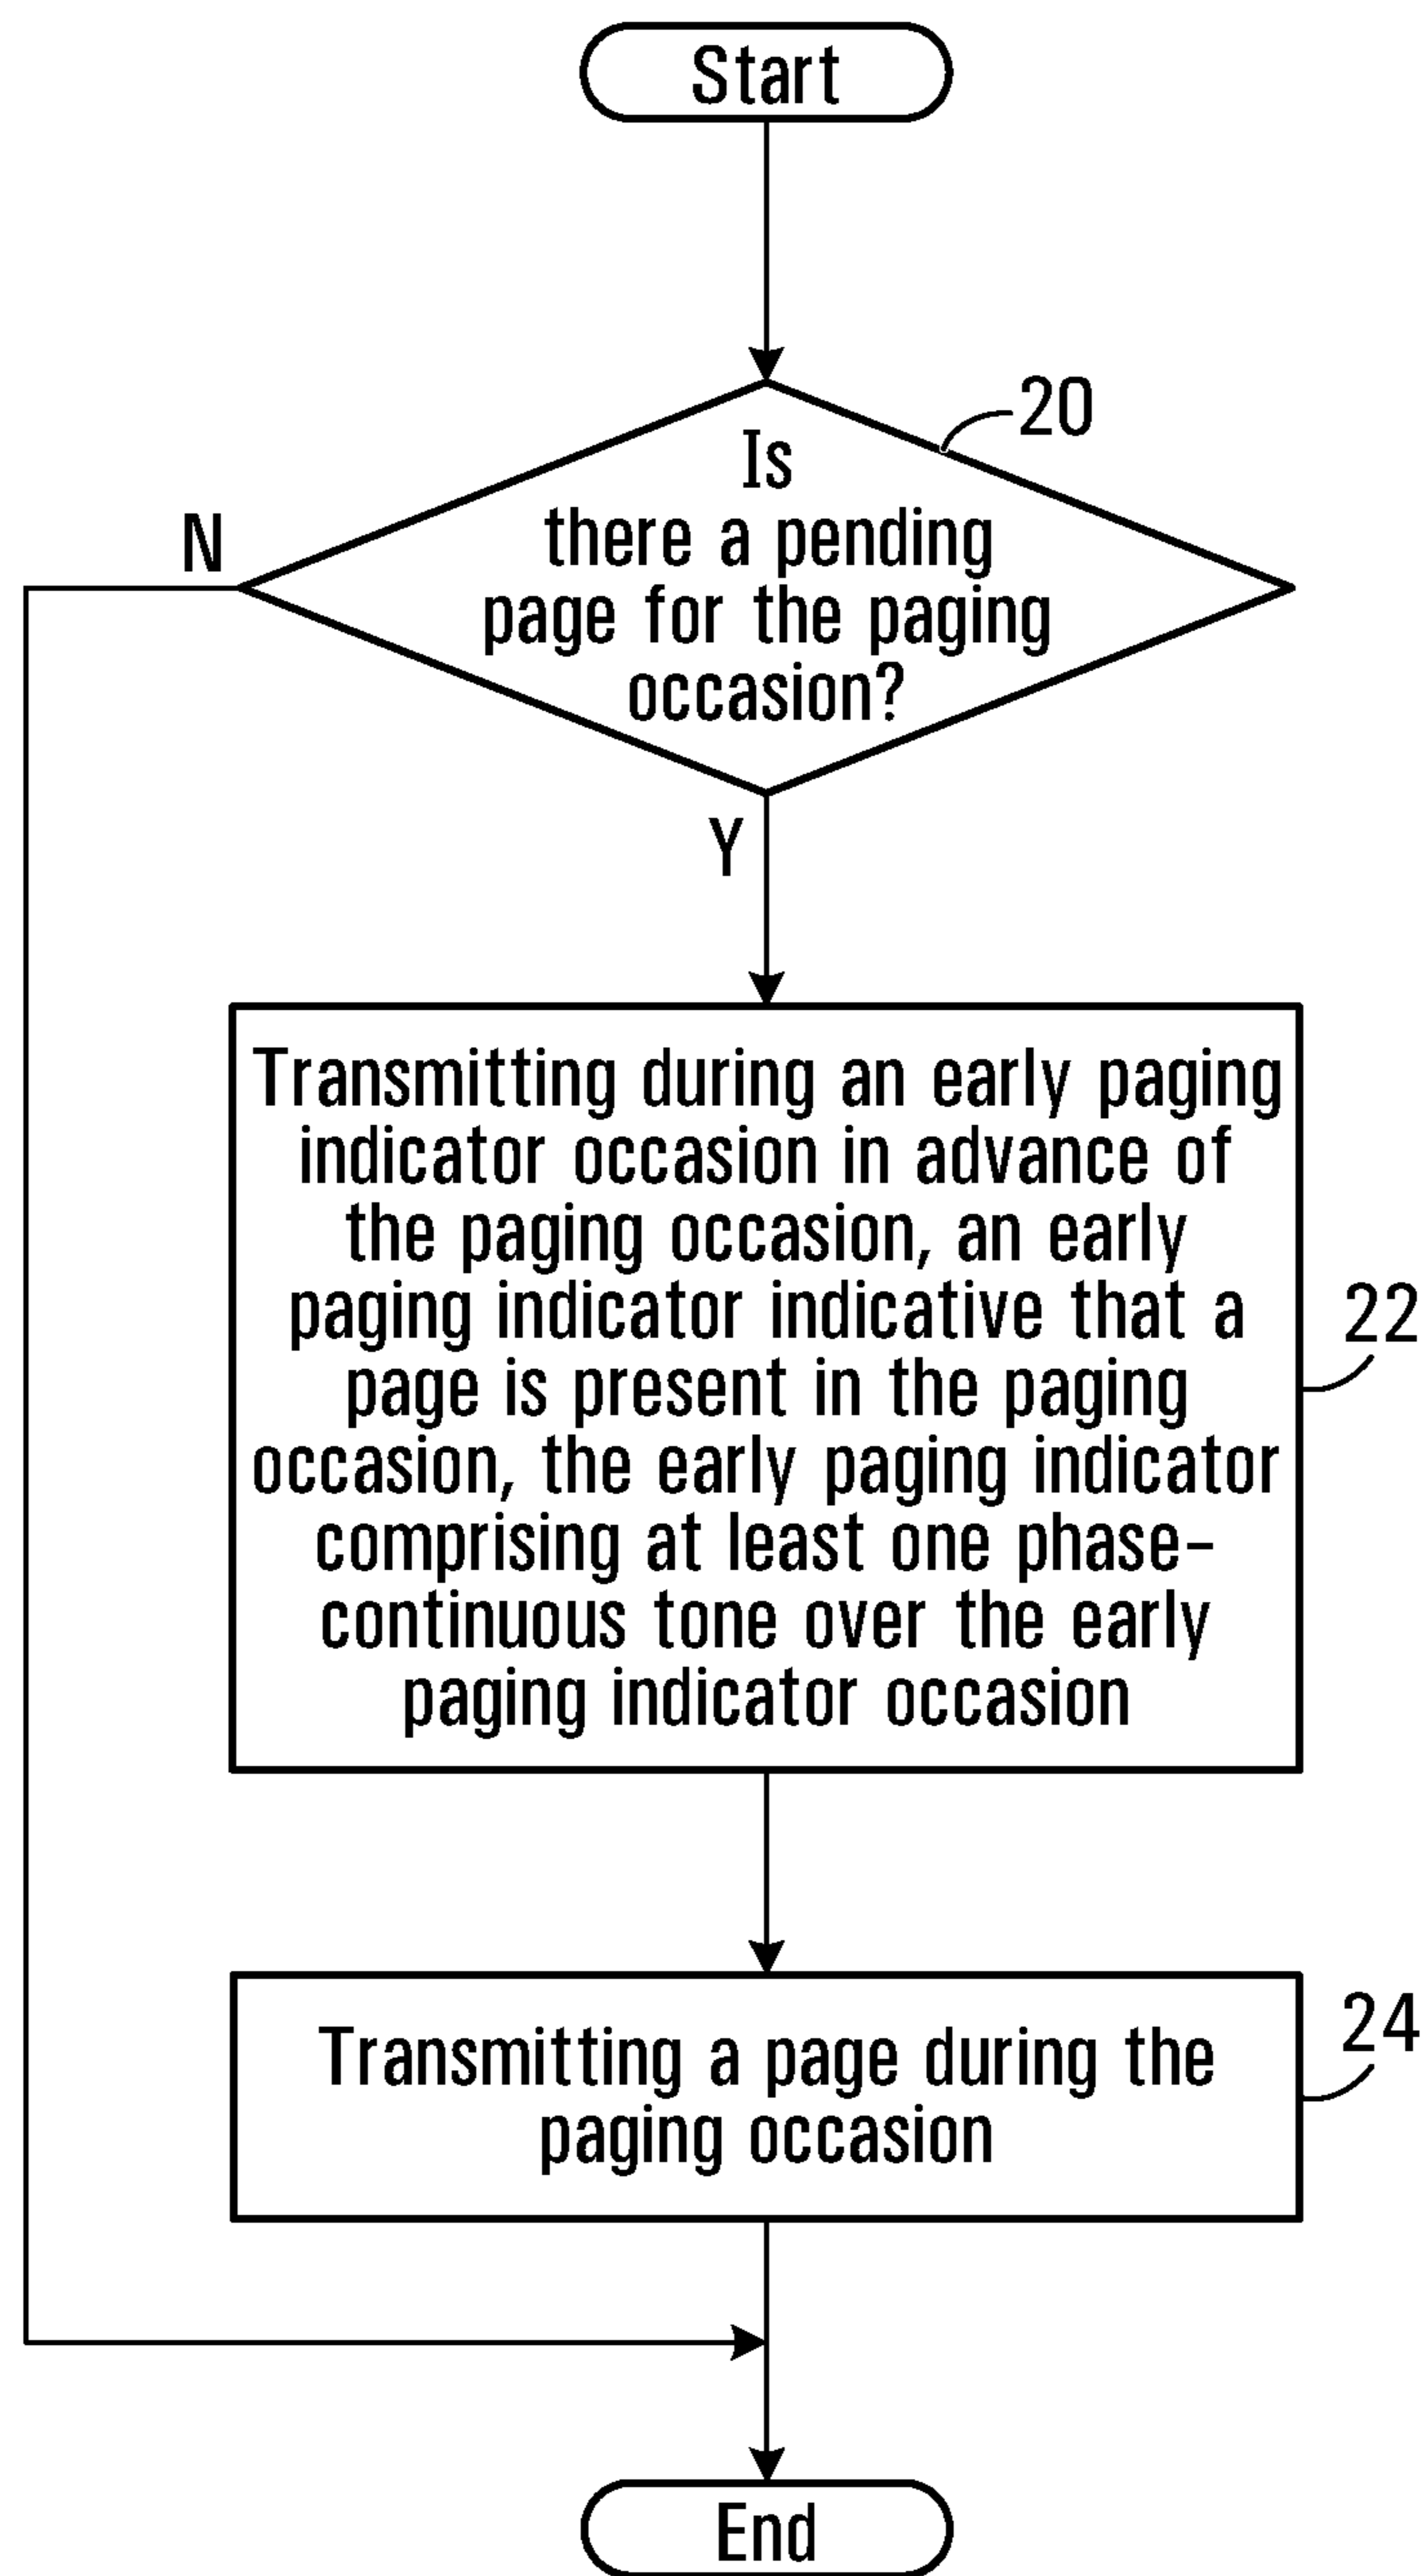 Start
20
Is
there a pending
page for the paging
occasion?
N
Y
Transmitting during an early paging
indicator occasion in advance of
the paging occasion, an early
paging indicator indicative that a
page is present in the paging
occasion, the early paging indicator
comprising at least one phase-
continuous tone over the early
paging indicator occasion
22
Transmitting a page during the
paging occasion
24
End